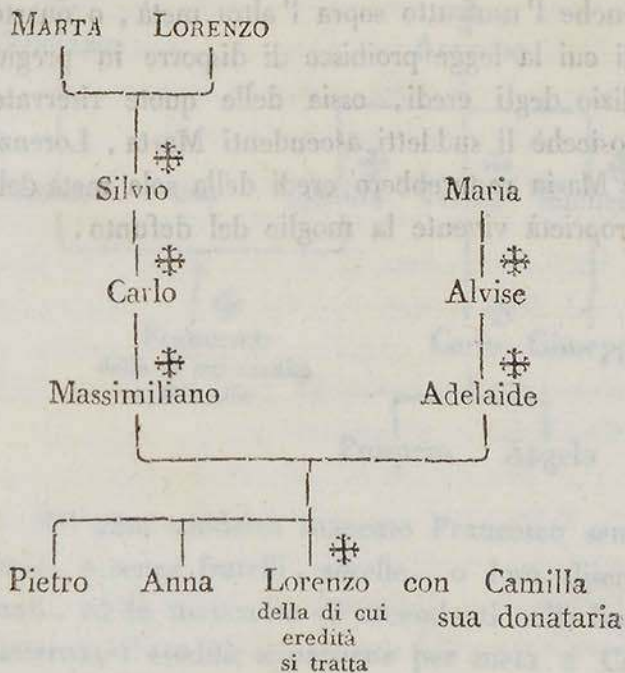 MARTA LORENZO
Silvio Maria
Carlo Alvise
Massimiliano Adelaide
Pietro Anna Lorenzo con Camilla
della di cui sua donataria
eredità
si tratta